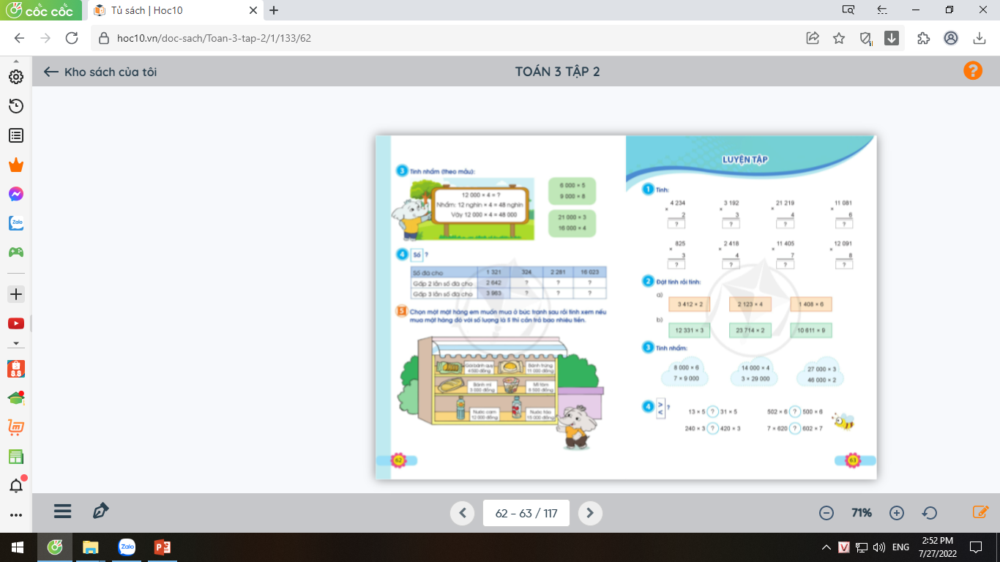 cốc cốc
Tủ sách | Hoc10
hoc10.vn/doc-sach/Toan-3-tap-2/1/133/62
Kho sách của tôi
TOÁN 3 TẬP 2
?
3 Tính nhẩm (theo mẫu):
12 000 × 4 = ?
Nhẩm: 12 nghìn × 4 = 48 nghìn
Vậy 12 000 × 4 = 48 000
6 000 × 5
9 000 × 8
21 000 × 3
16 000 × 4
4 Số ?
Số đã cho 1 321 324 2 281 16 023
Gấp 2 lần số đã cho 2 642 ? ? ?
Gấp 3 lần số đã cho 3 963 ? ? ?
5 Chọn một mặt hàng em muốn mua ở bức tranh sau rồi tính xem nếu
mua mặt hàng đó với số lượng là 5 thì cần trả bao nhiêu tiền.
Gói bánh quy
4 000 đồng
Bánh trứng
11 000 đồng
Bánh mì
5 000 đồng
Mì tôm
8 500 đồng
Nước cam
12 000 đồng
Nước táo
15 000 đồng
62
LUYỆN TẬP
1 Tính:
4 234 3 192 21 219 11 081
× × × ×
2 3 4 6
? ? ? ?
825 2 418 11 405 12 091
× × × ×
3 4 7 8
? ? ? ?
2 Đặt tính rồi tính:
a)
3 412 × 2 2 123 × 4 1 408 × 6
b)
12 331 × 3 23 714 × 2 10 611 × 9
3 Tính nhẩm:
8 000 × 6 14 000 × 4 27 000 × 3
7 × 9 000 3 × 29 000 46 000 × 2
4 > < ?
13 × 5 ? 31 × 5 502 × 6 ? 500 × 6
240 × 3 ? 420 × 3 7 × 620 ? 602 × 7
63
62 - 63 / 117
71%
Zalo
8.8
ENG
2:52 PM
7/27/2022